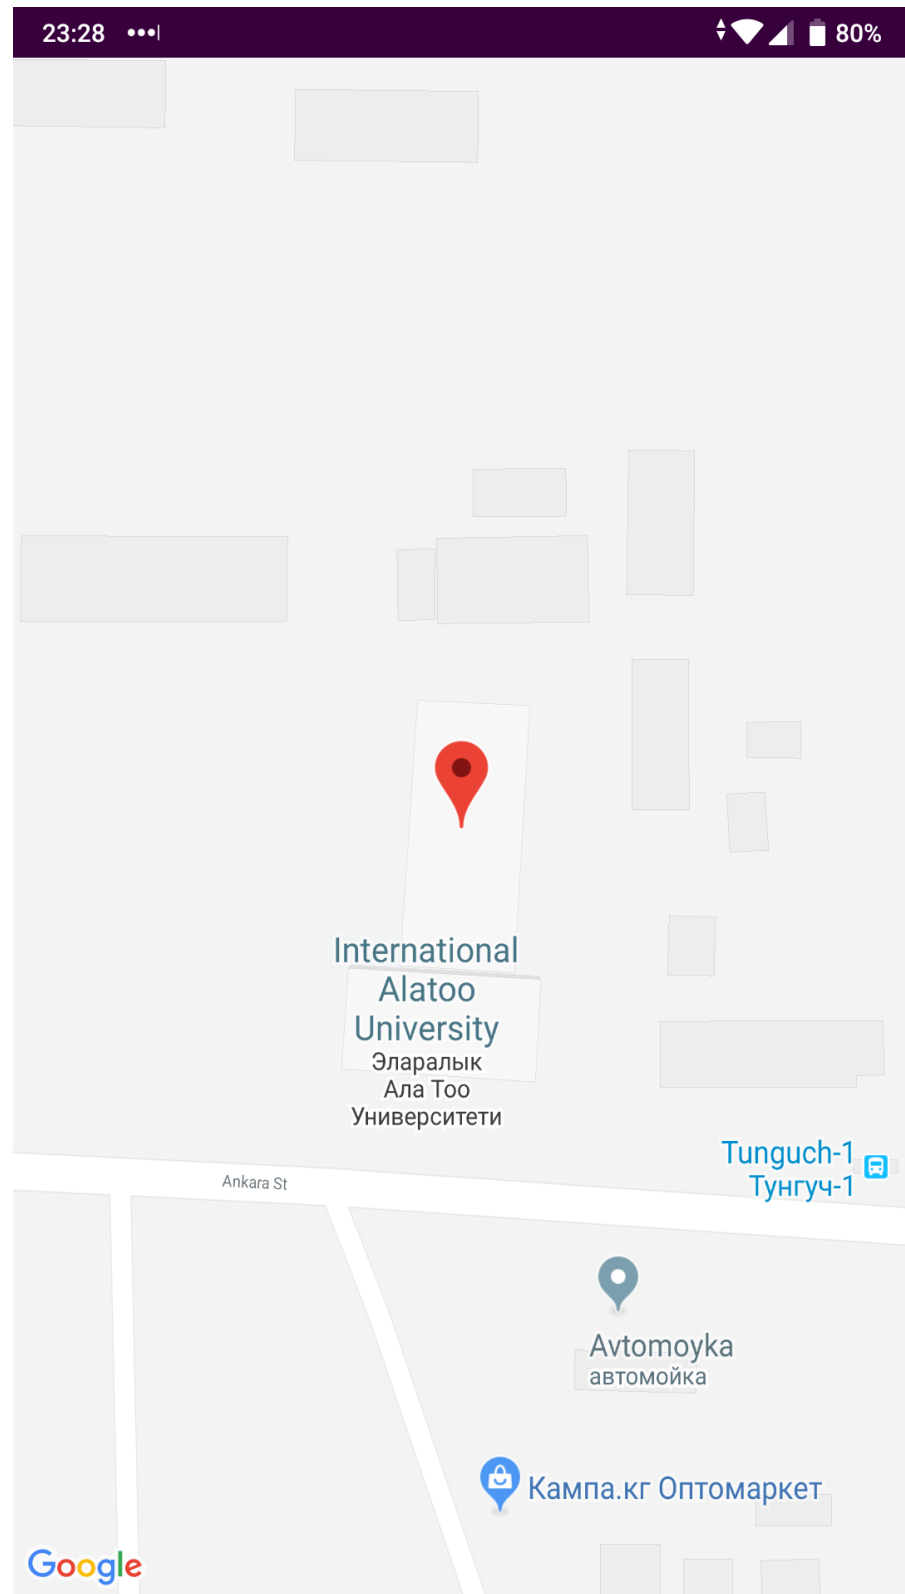 23:28
80%
International
Alatoo
University
Эларалык
Ала Тоо
Университети
Tunguch-1
Тунгуч-1
Ankara St
Avtomoyka
автомойка
Кампа.кг Оптомаркет
Google